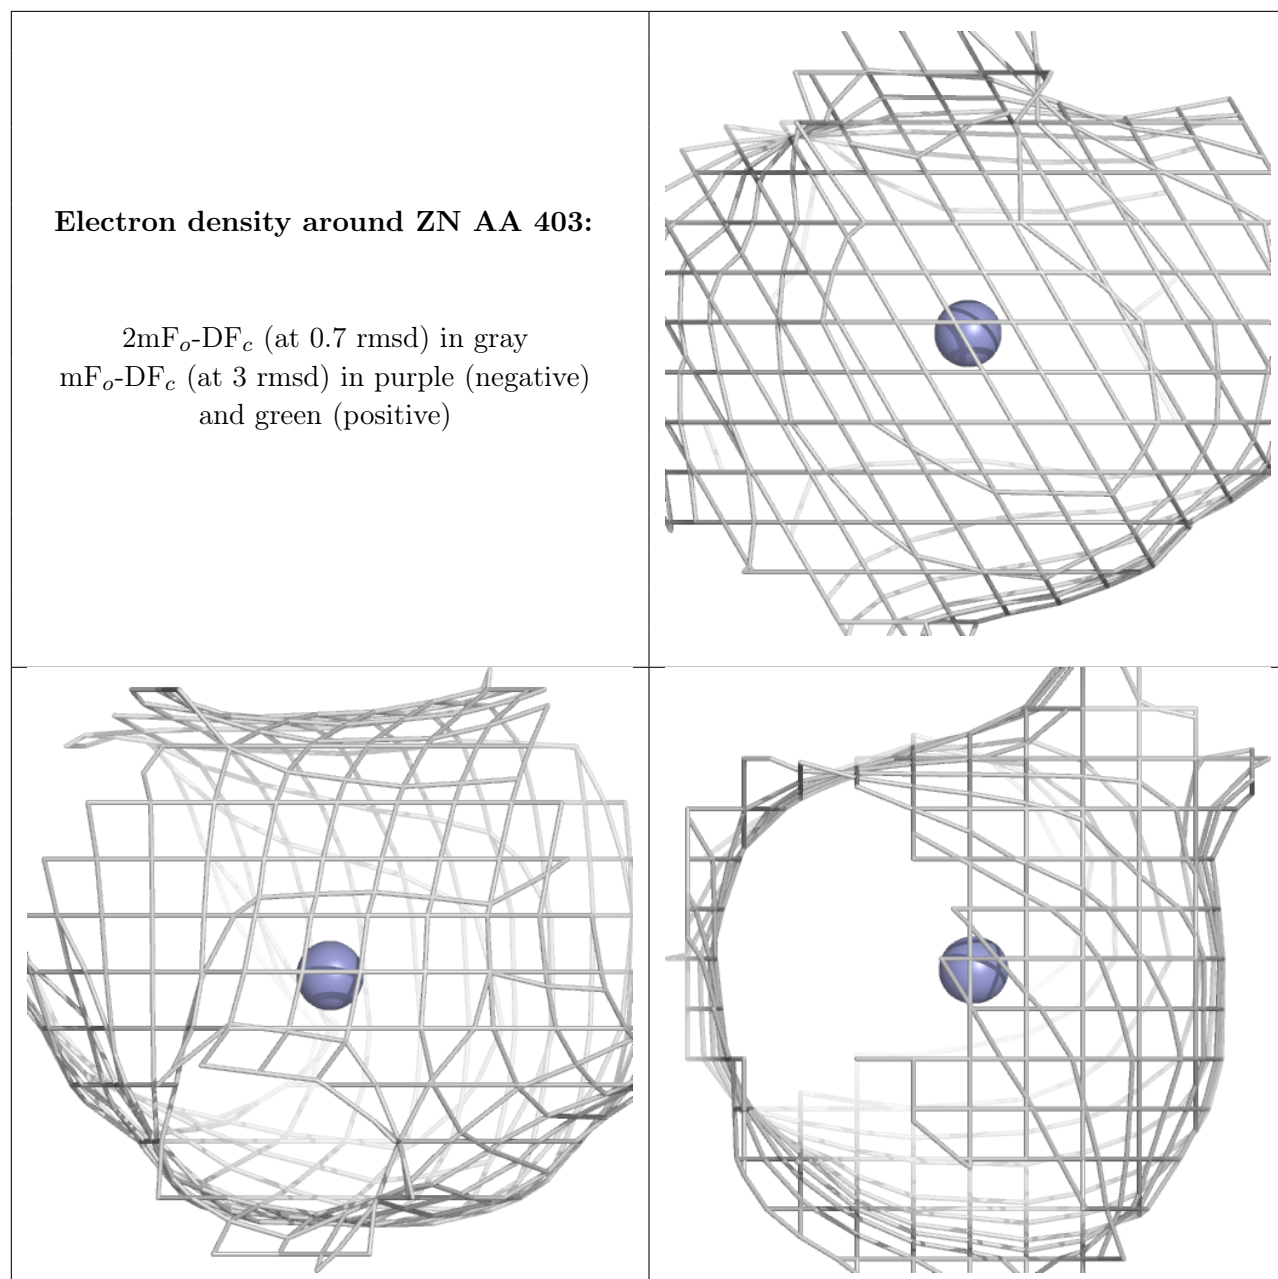 Electron density around ZN AA 403:
2mFo-DFc (at 0.7 rmsd) in gray
mFo-DFc (at 3 rmsd) in purple (negative)
and green (positive)